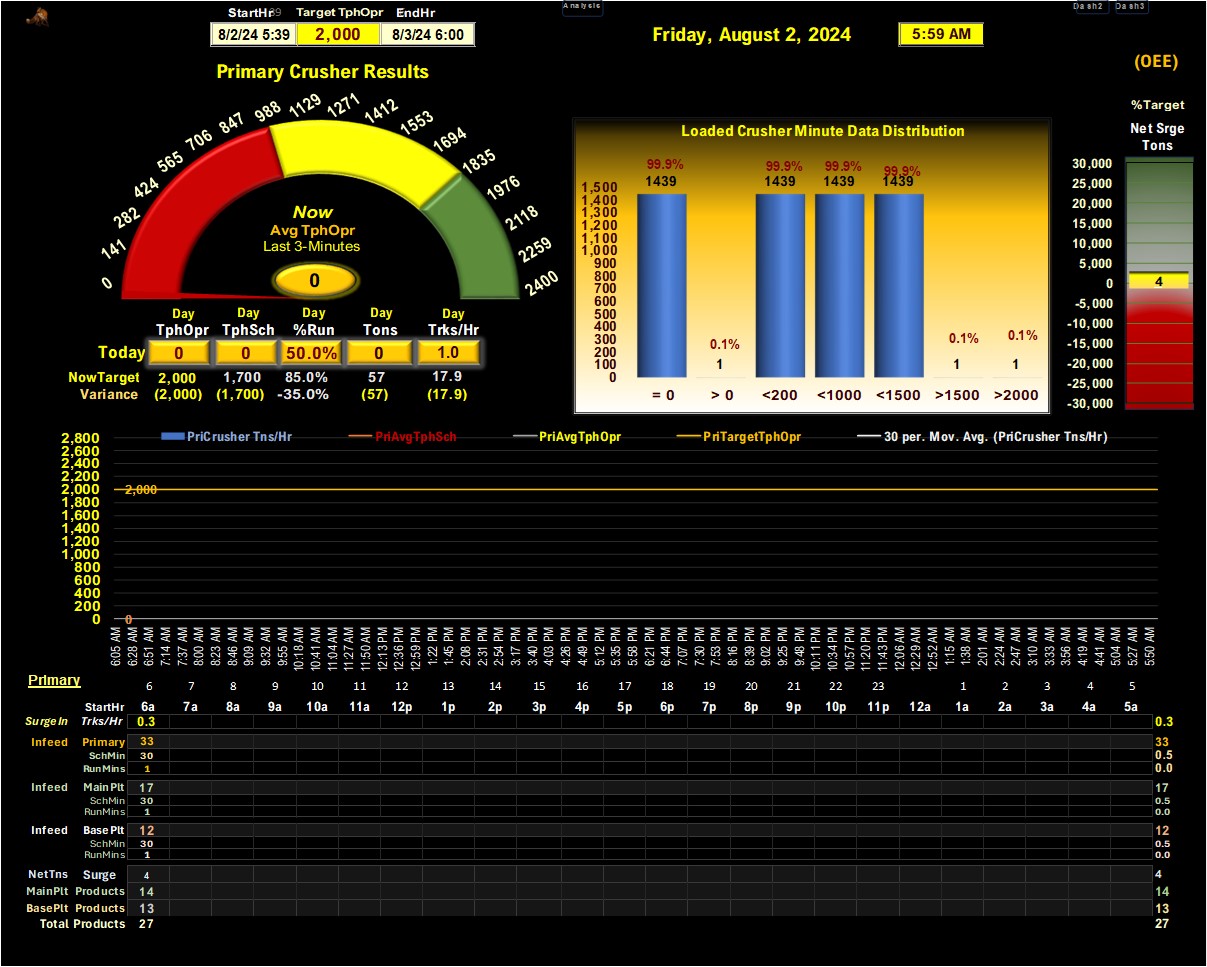 StartHr Target TphOpr EndHr
8/2/24 5:39 2,000 8/3/24 6:00
Analysis
Friday, August 2, 2024
5:59 AM
Dash2 Dash3
(OEE)
Primary Crusher Results
0 141 282 424 565 706 847 988 1129 1271 1412 1553 1694 1835 1976 2118 2259 2400
Now
Avg TphOpr
Last 3-Minutes
0
Day Day Day Day Day
TphOpr TphSch %Run Tons Trks/Hr
Today 0 0 50.0% 0 1.0
NowTarget 2,000 1,700 85.0% 57 17.9
Variance (2,000) (1,700) -35.0% (57) (17.9)
Loaded Crusher Minute Data Distribution
99.9% 99.9% 99.9% 99.9%
1439 1439 1439 1439
0.1% 0.1% 0.1%
1 1 1
1,500
1,400
1,300
1,200
1,100
1,000
900
800
700
600
500
400
300
200
100
0
= 0 > 0 <200 <1000 <1500 >1500 >2000
%Target
Net Srge
Tons
30,000
25,000
20,000
15,000
10,000
5,000
0
-5,000
-10,000
-15,000
-20,000
-25,000
-30,000
4
PriCrusher Tns/Hr PriAvgTphSch PriAvgTphOpr PriTargetTphOpr 30 per. Mov. Avg. (PriCrusher Tns/Hr)
2,800
2,600
2,400
2,200
2,000
1,800
1,600
1,400
1,200
1,000
800
600
400
200
0
2,000
0
6:05 AM 6:28 AM 6:51 AM 7:14 AM 7:37 AM 8:00 AM 8:23 AM 8:46 AM 9:09 AM 9:32 AM 9:55 AM 10:18 AM 10:41 AM 11:04 AM 11:27 AM 11:50 AM 12:13 PM 12:36 PM 12:59 PM 1:22 PM 1:45 PM 2:08 PM 2:31 PM 2:54 PM 3:17 PM 3:40 PM 4:03 PM 4:26 PM 4:49 PM 5:12 PM 5:35 PM 5:58 PM 6:21 PM 6:44 PM 7:07 PM 7:30 PM 7:53 PM 8:16 PM 8:39 PM 9:02 PM 9:25 PM 9:48 PM 10:11 PM 10:34 PM 10:57 PM 11:20 PM 11:43 PM 12:06 AM 12:29 AM 12:52 AM 1:15 AM 1:38 AM 2:01 AM 2:24 AM 2:47 AM 3:10 AM 3:33 AM 3:56 AM 4:19 AM 4:41 AM 5:04 AM 5:27 AM 5:50 AM
Primary
6 7 8 9 10 11 12 13 14 15 16 17 18 19 20 21 22 23 1 2 3 4 5
StartHr 6a 7a 8a 9a 10a 11a 12p 1p 2p 3p 4p 5p 6p 7p 8p 9p 10p 11p 12a 1a 2a 3a 4a 5a
SurgeIn Trks/Hr 0.3 0.3
Infeed Primary 33 33
SchMin 30 0.5
RunMins 1 0.0
Infeed MainPlt 17 17
SchMin 30 0.5
RunMins 1 0.0
Infeed BasePlt 12 12
SchMin 30 0.5
RunMins 1 0.0
NetTns Surge 4 4
MainPlt Products 14 14
BasePlt Products 13 13
Total Products 27 27